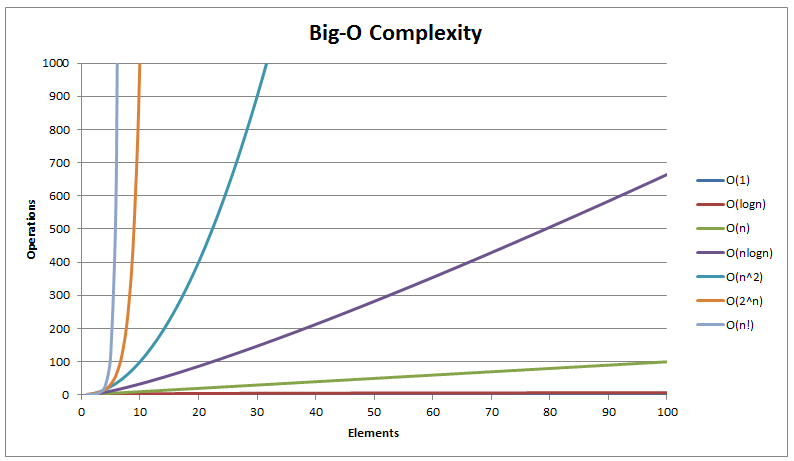 Big-O Complexity
1000
900
800
700
600
500
400
300
200
100
0
Operations
0 10 20 30 40 50 60 70 80 90 100
Elements
O(1)
O(logn)
O(n)
O(nlogn)
O(n^2)
O(2^n)
O(n!)